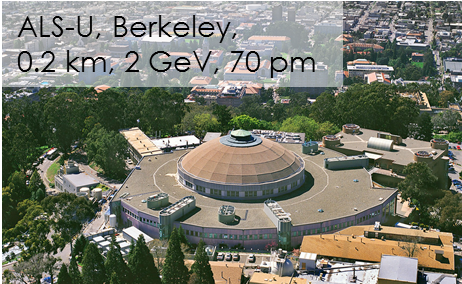 ALS-U, Berkeley,
0.2 km, 2 GeV, 70 pm